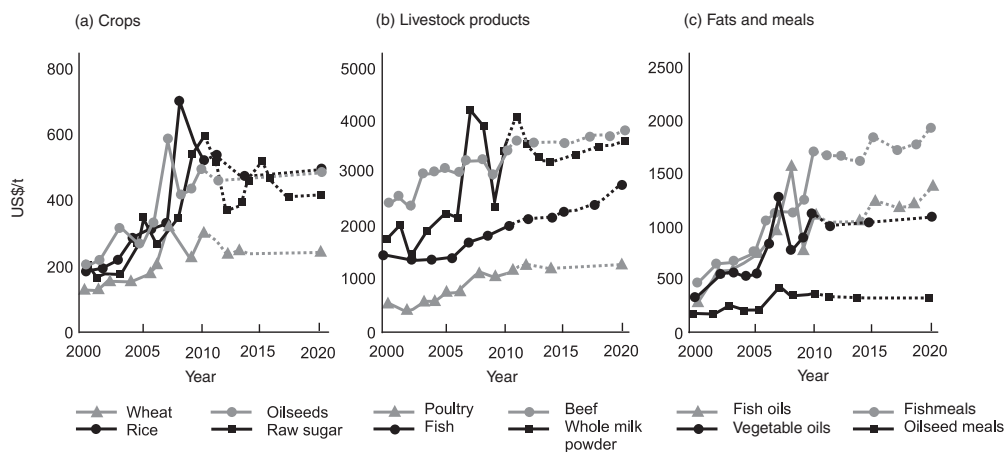 (a) Crops
(b) Livestock products
(c) Fats and meals
US$/t
800
600
400
200
0
2000
2005
2010
2015
2020
Year
5000
4000
3000
2000
1000
0
2000
2005
2010
2015
2020
Year
2500
2000
1500
1000
500
0
2000
2005
2010
2015
2020
Year
Wheat
Oilseeds
Rice
Raw sugar
Poultry
Beef
Fish
Whole milk
powder
Fish oils
Fishmeals
Vegetable oils
Oilseed meals